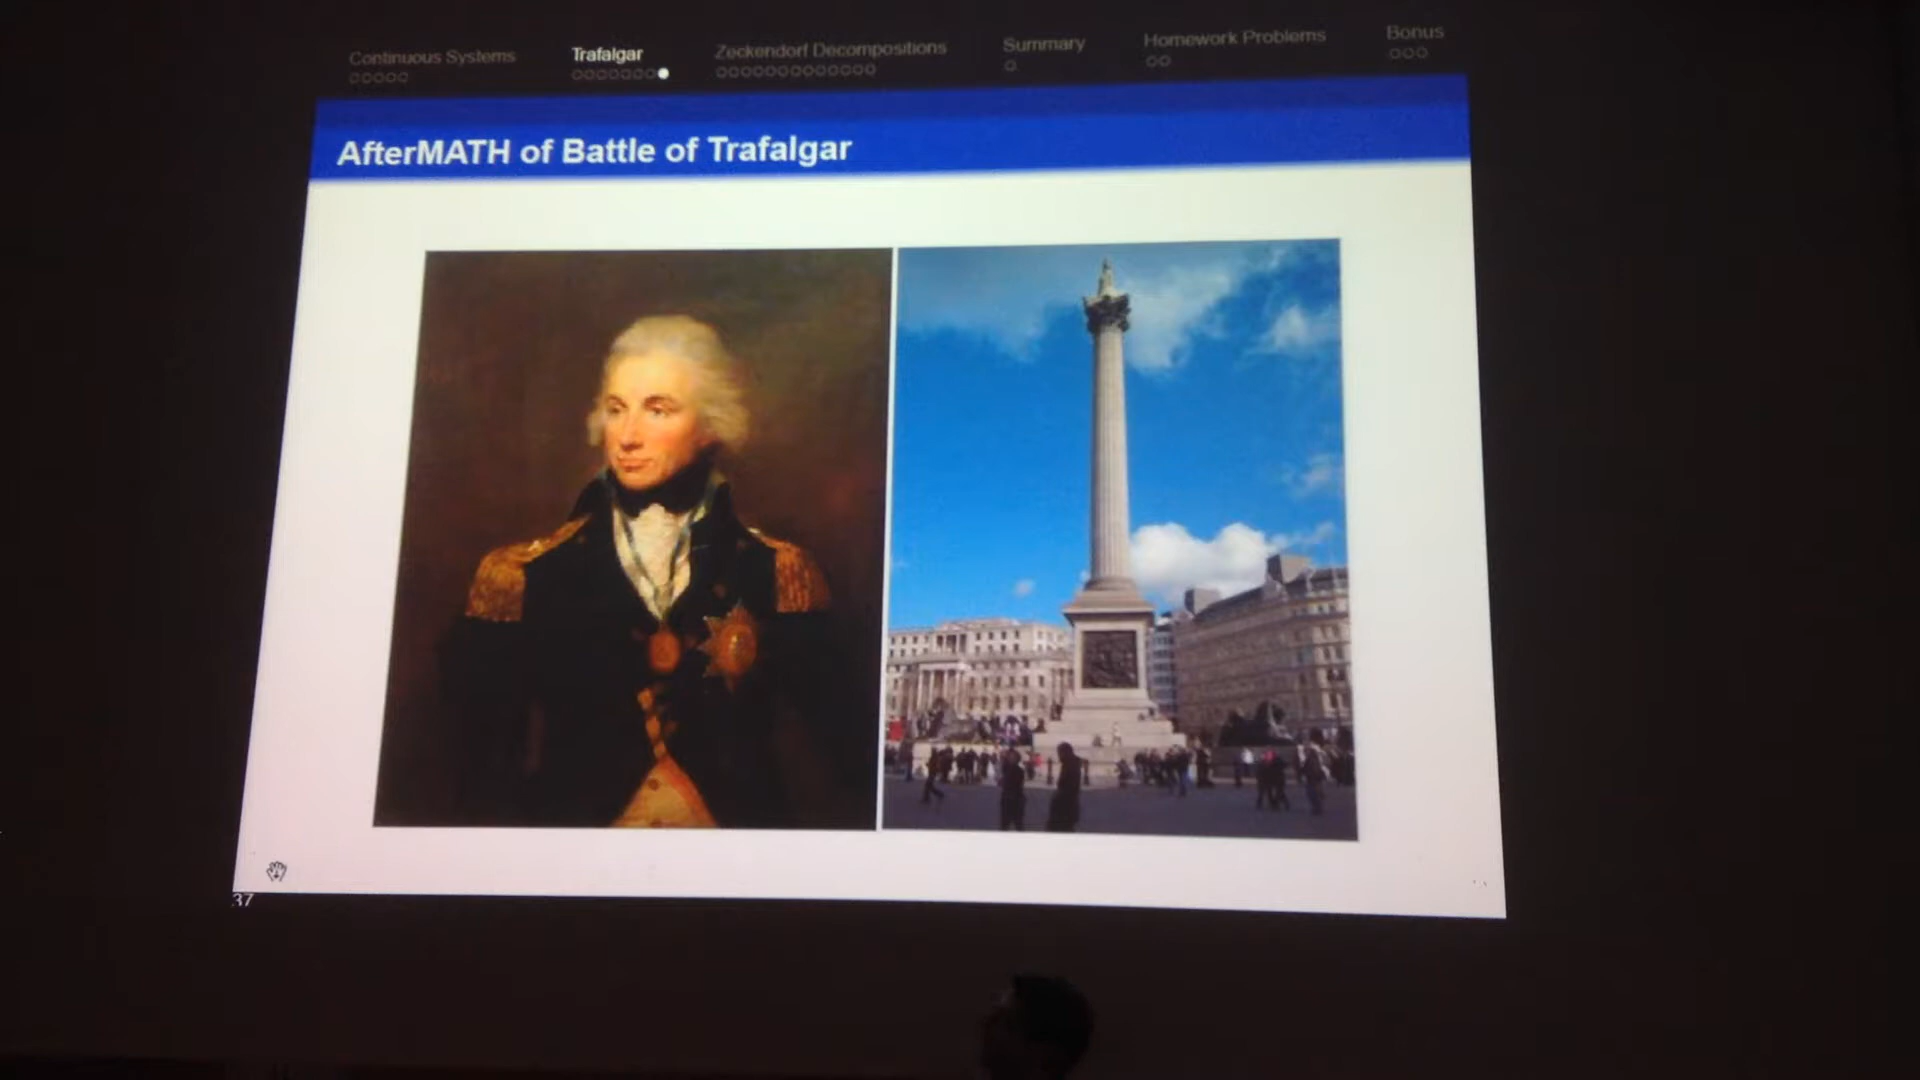 Continuous Systems
Trafalgar
Zeckendorf Decompositions
Summary
Homework Problems
Bonus
AfterMATH of Battle of Trafalgar
37